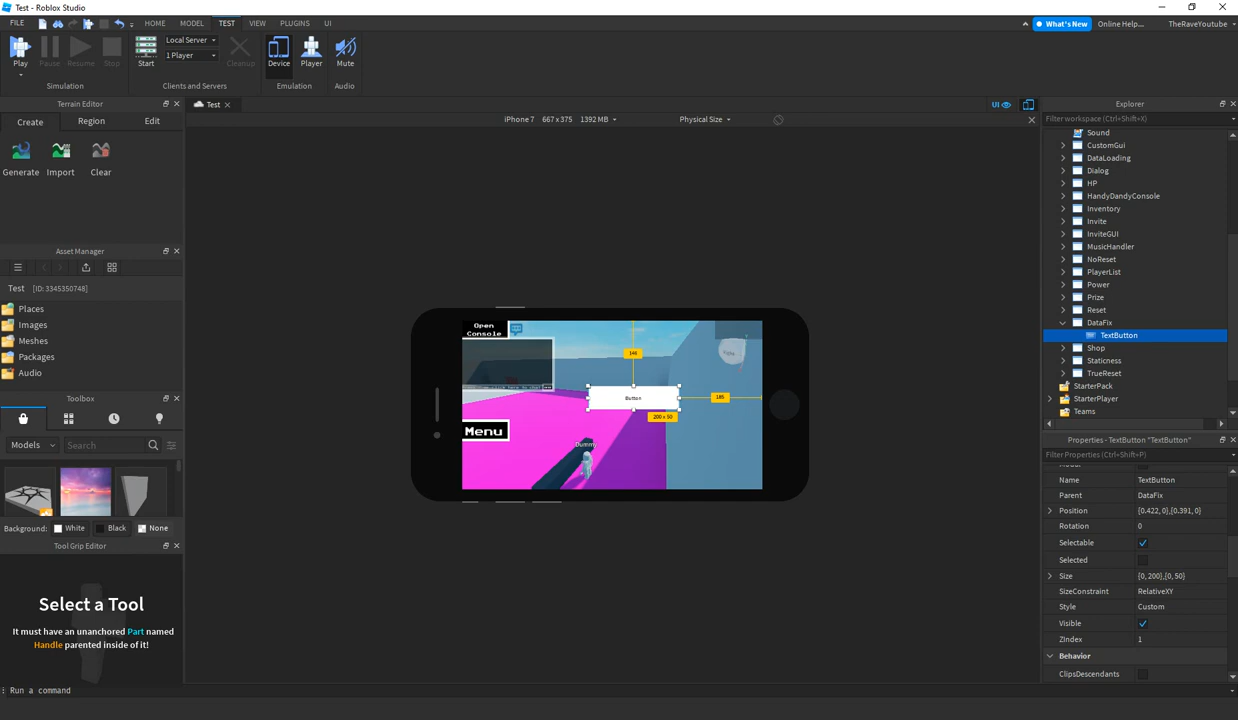 Test - Roblox Studio
FILE HOME MODEL TEST VIEW PLUGINS UI What's New Online Help... TheRaveYoutube
Play Pause Resume Stop Start Local Server 1 Player Cleanup Device Player Mute
Simulation Clients and Servers Emulation Audio
Terrain Editor
Create Region Edit
Generate Import Clear
Asset Manager
Test [ID: 3345350748]
Places
Images
Meshes
Packages
Audio
Toolbox
Models Search
Background: White Black None
Tool Grip Editor
Select a Tool
It must have an unanchored Part named
Handle parented inside of it!
Run a command
Test
UI
iPhone 7 667 x 375 1392 MB Physical Size
Open
Console
146
Button
185
200 x 50
Menu
Dummy
Explorer
Filter workspace (Ctrl+Shift+X)
Sound
CustomGui
DataLoading
Dialog
HP
HandyDandyConsole
Inventory
Invite
InviteGUI
MusicHandler
NoReset
PlayerList
Power
Prize
Reset
DataFix
TextButton
Shop
Staticness
TrueReset
StarterPack
StarterPlayer
Teams
Properties - TextButton "TextButton"
Filter Properties (Ctrl+Shift+P)
Name TextButton
Parent DataFix
Position {0.422, 0},{0.391, 0}
Rotation 0
Selectable
Selected
Size {0, 200},{0, 50}
SizeConstraint RelativeXY
Style Custom
Visible
ZIndex 1
Behavior
ClipsDescendants